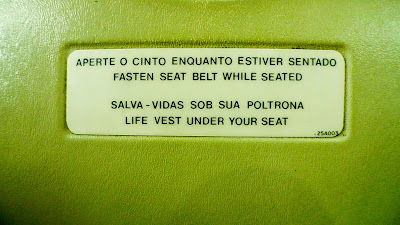 APERTE O CINTO ENQUANTO ESTIVER SENTADO
FASTEN SEAT BELT WHILE SEATED
SALVA-VIDAS SOB SUA POLTRONA
LIFE VEST UNDER YOUR SEAT